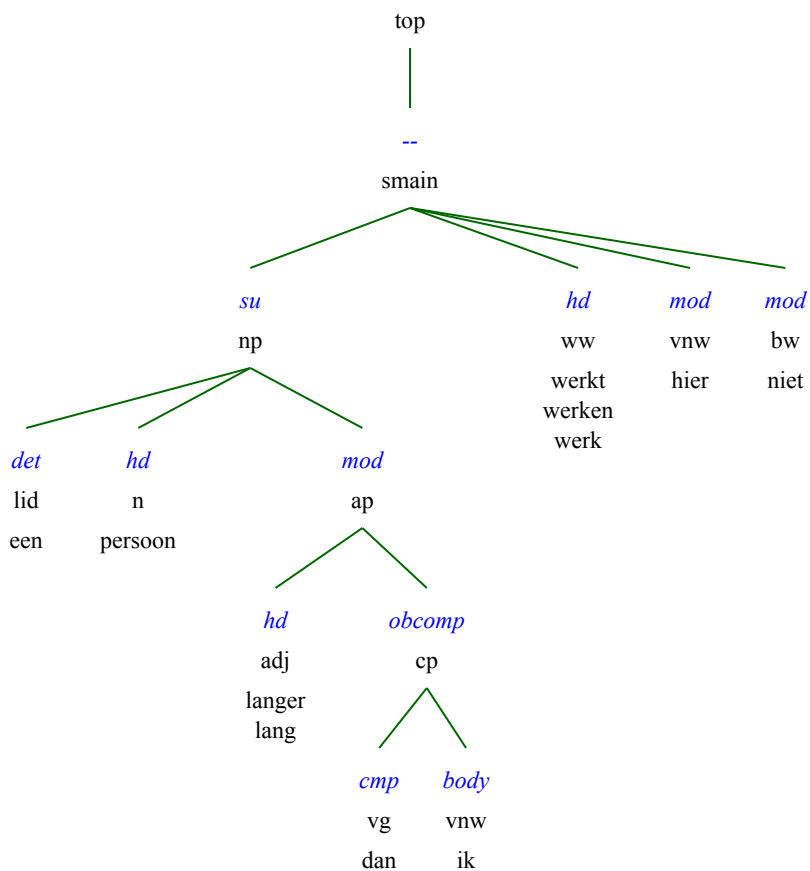 top
--
smain
su hd mod mod
np ww vnw bw
werkt hier niet
werken
werk
det hd mod
lid n ap
een persoon
hd obcomp
adj cp
langer
lang
cmp body
vg vnw
dan ik